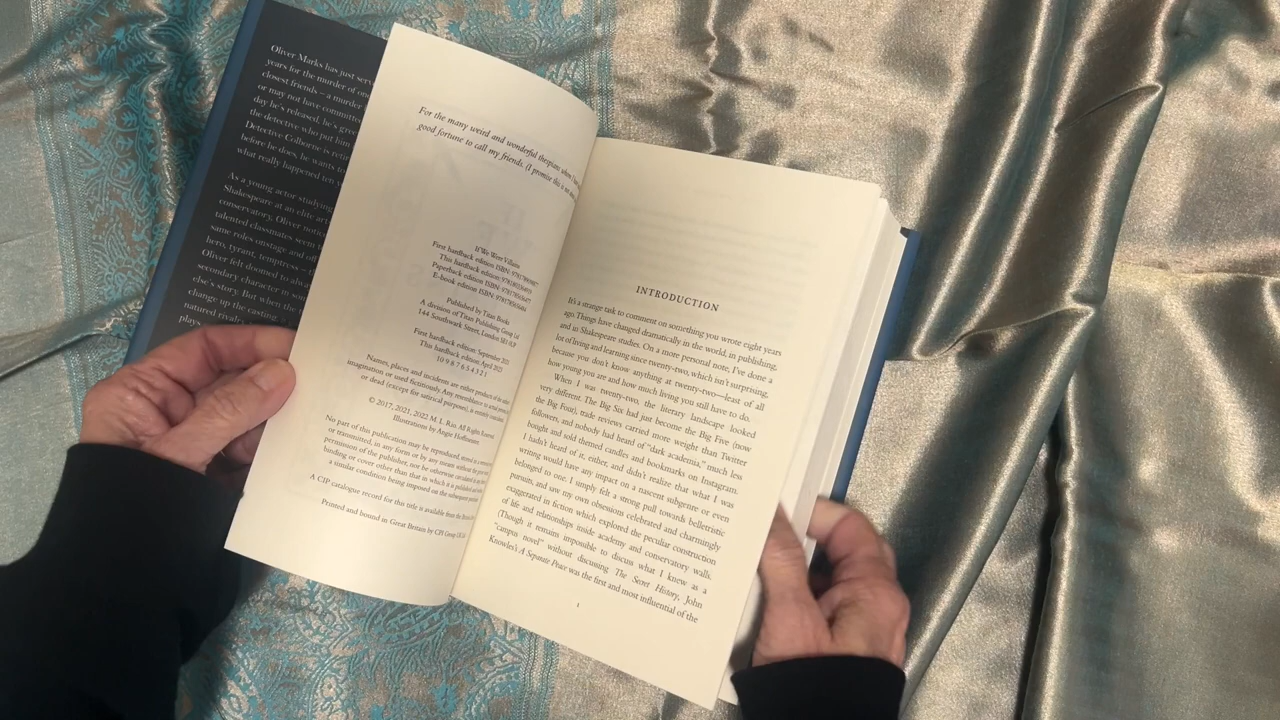 Oliver Marks has just serv
years for the murder of one
closest friends – a murder
or may not have committe
day he's released, he's gree
the detective who put him
Detective Colborne is retir
before he does, he wants to
what really happened ten y
As a young actor studying
Shakespeare at an elite art
conservatory, Oliver notic
talented classmates seem t
same roles onstage and off
hero, tyrant, temptress –
Oliver felt doomed to alway
secondary character in so
else's story. But when the
change up the casting,
natured rivalr
plays
For the many weird and wonderful thespians whom I
good fortune to call my friends. (I promise this is not
If We Were Villains
First hardback edition ISBN:
This hardback edition:
Paperback edition ISBN:
E-book edition ISBN:
Published by Titan Books
A division of Titan Publishing Group Ltd
144 Southwark Street, London SE1 0UP
First hardback edition: September 2021
This hardback edition: April 2023
10 9 8 7 6 5 4 3 2 1
Names, places and incidents are either products of the
imagination or used fictitiously. Any resemblance to actual persons,
or dead (except for satirical purposes), is entirely
© 2017, 2021, 2022 M. L. Rio. All Rights Reserved.
Illustrations by Angie Hoffmeister
No part of this publication may be reproduced, stored in a
or transmitted, in any form or by any means without the
permission of the publisher, nor be otherwise circulated in any
binding or cover other than that in which it is published and
a similar condition being imposed on the subsequent
A CIP catalogue record for this title is available from the British
Printed and bound in Great Britain by CPI Group
INTRODUCTION
It's a strange task to comment on something you wrote eight years
ago. Things have changed dramatically in the world, in publishing,
and in Shakespeare studies. On a more personal note, I've done a
lot of living and learning since twenty-two, which isn't surprising,
because you don't know anything at twenty-two—least of all
how young you are and how much living you still have to do.
When I was twenty-two, the literary landscape looked
very different. The Big Six had just become the Big Five (now
the Big Four), trade reviews carried more weight than Twitter
followers, and nobody had heard of "dark academia," much less
bought and sold themed candles and bookmarks on Instagram.
I hadn't heard of it, either, and didn't realize that what I was
writing would have any impact on a nascent subgenre or even
belonged to one. I simply felt a strong pull towards belletristic
pursuits and saw my own obsessions celebrated and charmingly
exaggerated in fiction which explored the peculiar construction
of life and relationships inside academy and conservatory walls.
(Though it remains impossible to discuss what I knew as a
"campus novel" without discussing The Secret History, John
Knowles's A Separate Peace was the first and most influential of the
1